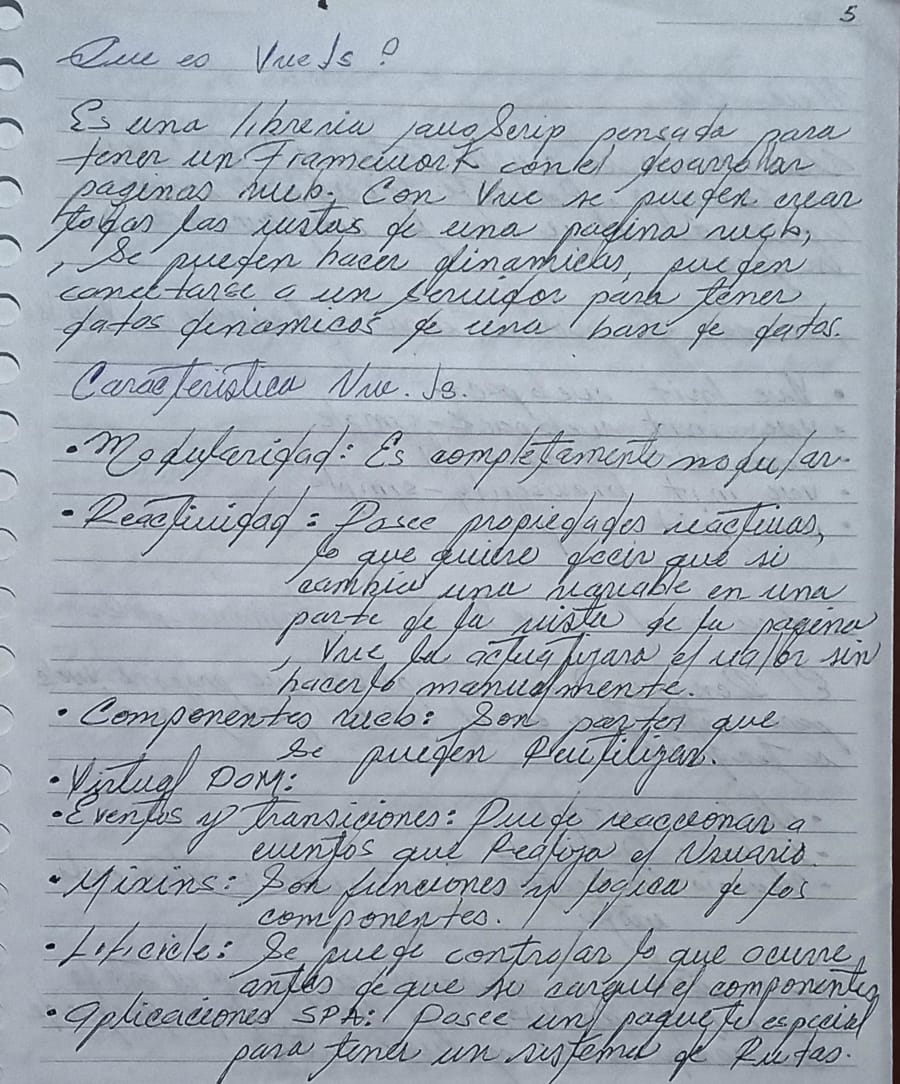 5
Que es VueJs?
Es una libreria javaScrip pensada para
tener un Framework con el desarrollar
paginas web. Con Vue se pueden crear
todas las vistas de una pagina web,
, Se pueden hacer dinamicas, pueden
conectarse a un servidor para tener
datos dinamicos de una base de datos.
Caracteristica Vue.Js.
• Modularidad: Es completamente modular.
• Reactividad: Posee propiedades reactivas,
lo que quiere decir que si
cambia una variable en una
parte de la vista de la pagina
, Vue la actualizara el valor sin
hacerlo manualmente.
• Componentes web: Son partes que
se pueden Reutilizar.
• Virtual DOM:
• Eventos y Transiciones: Puede reaccionar a
eventos que Realiza el Usuario.
• Mixins: Son funciones y logica de los
componentes.
• Lificicle: Se puede controlar lo que ocurre
antes de que se cargue el componente
• Aplicaciones SPA: Posee un paquete especial
para tener un sistema de Rutas.